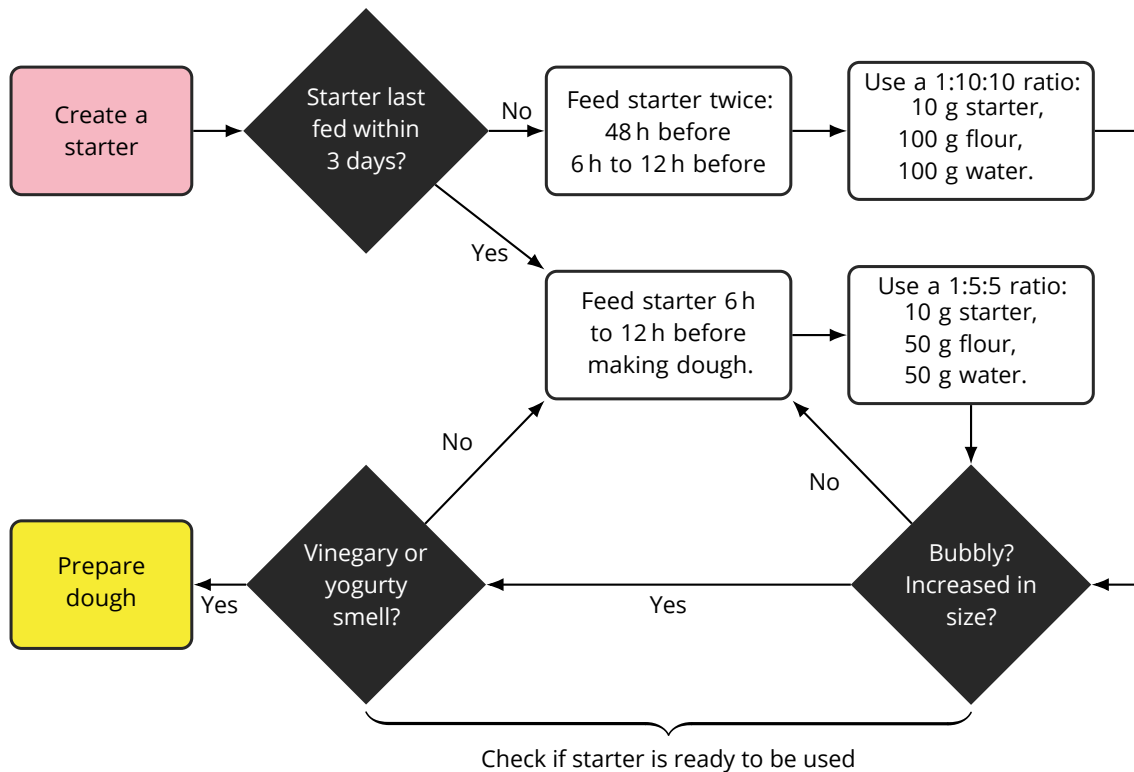 Create a
starter
Starter last
fed within
3 days?
No
Feed starter twice:
48 h before
6 h to 12 h before
Use a 1:10:10 ratio:
10 g starter,
100 g flour,
100 g water.
Yes
Feed starter 6 h
to 12 h before
making dough.
Use a 1:5:5 ratio:
10 g starter,
50 g flour,
50 g water.
No
No
Prepare
dough
Yes
Vinegary or
yogurty
smell?
Yes
Bubbly?
Increased in
size?
Check if starter is ready to be used